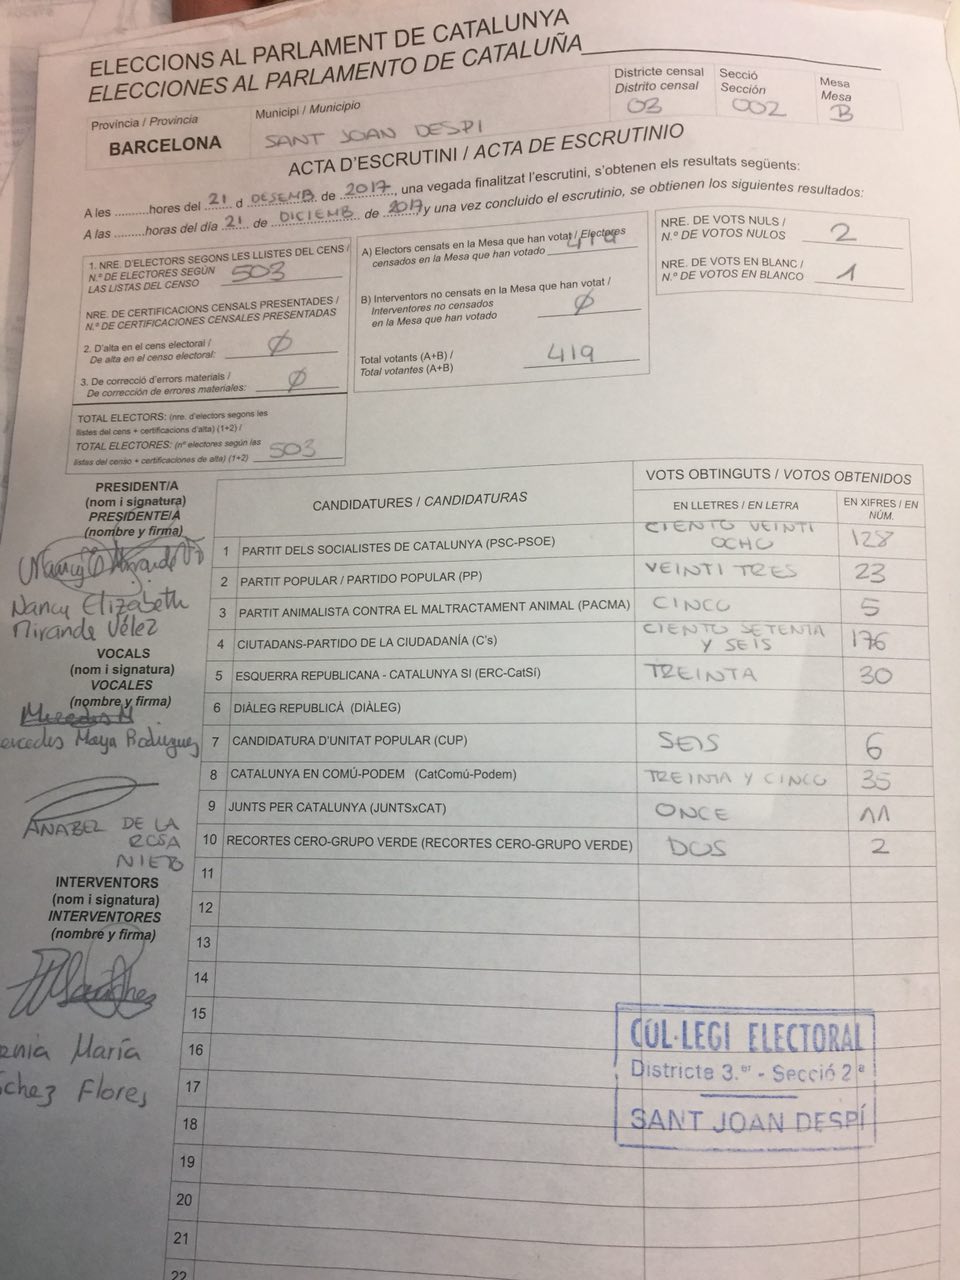 ELECCIONS AL PARLAMENT DE CATALUNYA
ELECCIONES AL PARLAMENTO DE CATALUÑA
Província / Provincia
BARCELONA
Municipi / Municipio
SANT JOAN DESPI
Districte censal
Distrito censal
03
Secció
Sección
002
Mesa
Mesa
B
ACTA D'ESCRUTINI / ACTA DE ESCRUTINIO
A les ..........hores del 21 d DESEMB de 2017, una vegada finalitzat l'escrutini, s'obtenen els resultats següents:
A las ..........horas del día 21 de DICIEMB de 2017 y una vez concluido el escrutinio, se obtienen los siguientes resultados:
1. NRE. D'ELECTORS SEGONS LES LLISTES DEL CENS /
N.º DE ELECTORES SEGÚN
LAS LISTAS DEL CENSO 503
NRE. DE CERTIFICACIONS CENSALS PRESENTADES /
N.º DE CERTIFICACIONES CENSALES PRESENTADAS
2. D'alta en el cens electoral /
De alta en el censo electoral: Ø
3. De correcció d'errors materials /
De corrección de errores materiales: Ø
TOTAL ELECTORS: (nre. d'electors segons les
llistes del cens + certificacions d'alta) (1+2) /
TOTAL ELECTORES: (nº electores según las
listas del censo + certificaciones de alta) (1+2) 503
A) Electors censats en la Mesa que han votat / Electores
censados en la Mesa que han votado 419
B) Interventors no censats en la Mesa que han votat /
Interventores no censados
en la Mesa que han votado Ø
Total votants (A+B) /
Total votantes (A+B) 419
NRE. DE VOTS NULS /
N.º DE VOTOS NULOS 2
NRE. DE VOTS EN BLANC /
N.º DE VOTOS EN BLANCO 1
PRESIDENT/A
(nom i signatura)
PRESIDENTE/A
(nombre y firma)
Nancy Elizabeth
Mirande Vélez
VOCALS
(nom i signatura)
VOCALES
(nombre y firma)
Maya Rodriguez
ANABEL DE LA
ROSA
NIETO
INTERVENTORS
(nom i signatura)
INTERVENTORES
(nombre y firma)
María
Flores
CANDIDATURES / CANDIDATURAS
VOTS OBTINGUTS / VOTOS OBTENIDOS
EN LLETRES / EN LETRA
EN XIFRES / EN
NÚM.
1 PARTIT DELS SOCIALISTES DE CATALUNYA (PSC-PSOE) CIENTO VEINTI OCHO 128
2 PARTIT POPULAR / PARTIDO POPULAR (PP) VEINTI TRES 23
3 PARTIT ANIMALISTA CONTRA EL MALTRACTAMENT ANIMAL (PACMA) CINCO 5
4 CIUTADANS-PARTIDO DE LA CIUDADANÍA (C's) CIENTO SETENTA Y SEIS 176
5 ESQUERRA REPUBLICANA - CATALUNYA SI (ERC-CatSí) TREINTA 30
6 DIÀLEG REPUBLICÀ (DIÀLEG)
7 CANDIDATURA D'UNITAT POPULAR (CUP) SEIS 6
8 CATALUNYA EN COMÚ-PODEM (CatComú-Podem) TREINTA Y CINCO 35
9 JUNTS PER CATALUNYA (JUNTSxCAT) ONCE 11
10 RECORTES CERO-GRUPO VERDE (RECORTES CERO-GRUPO VERDE) DOS 2
11
12
13
14
15
16
17
18
19
20
21
22
COL·LEGI ELECTORAL
Districte 3.er - Secció 2ª
SANT JOAN DESPÍ